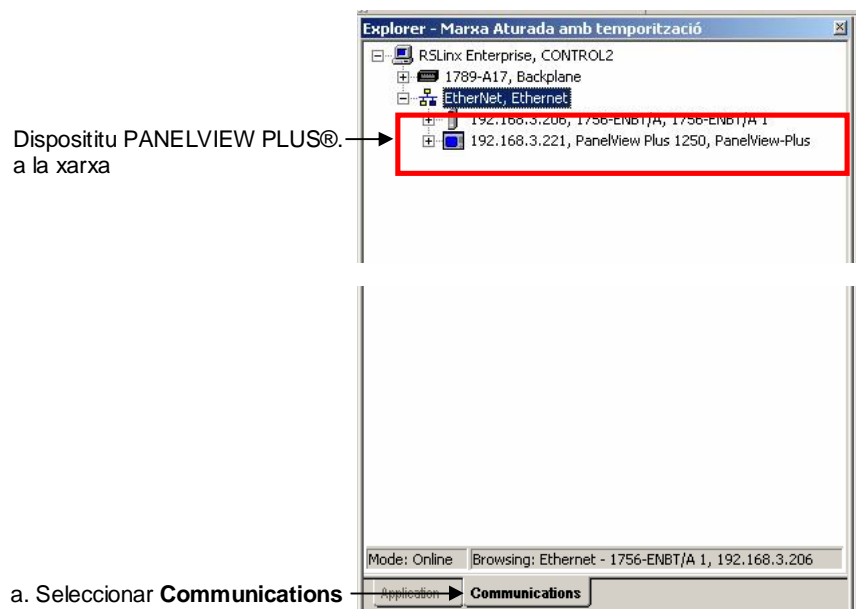 Explorer - Marxa Aturada amb temporització
RSLinx Enterprise, CONTROL2
1789-A17, Backplane
EtherNet, Ethernet
192.168.3.206, 1756-ENBT/A, 1756-ENBT/A 1
Disposititu PANELVIEW PLUS®.
192.168.3.221, PanelView Plus 1250, PanelView-Plus
a la xarxa
Mode: Online
Browsing: Ethernet - 1756-ENBT/A 1, 192.168.3.206
a. Seleccionar Communications
Application
Communications